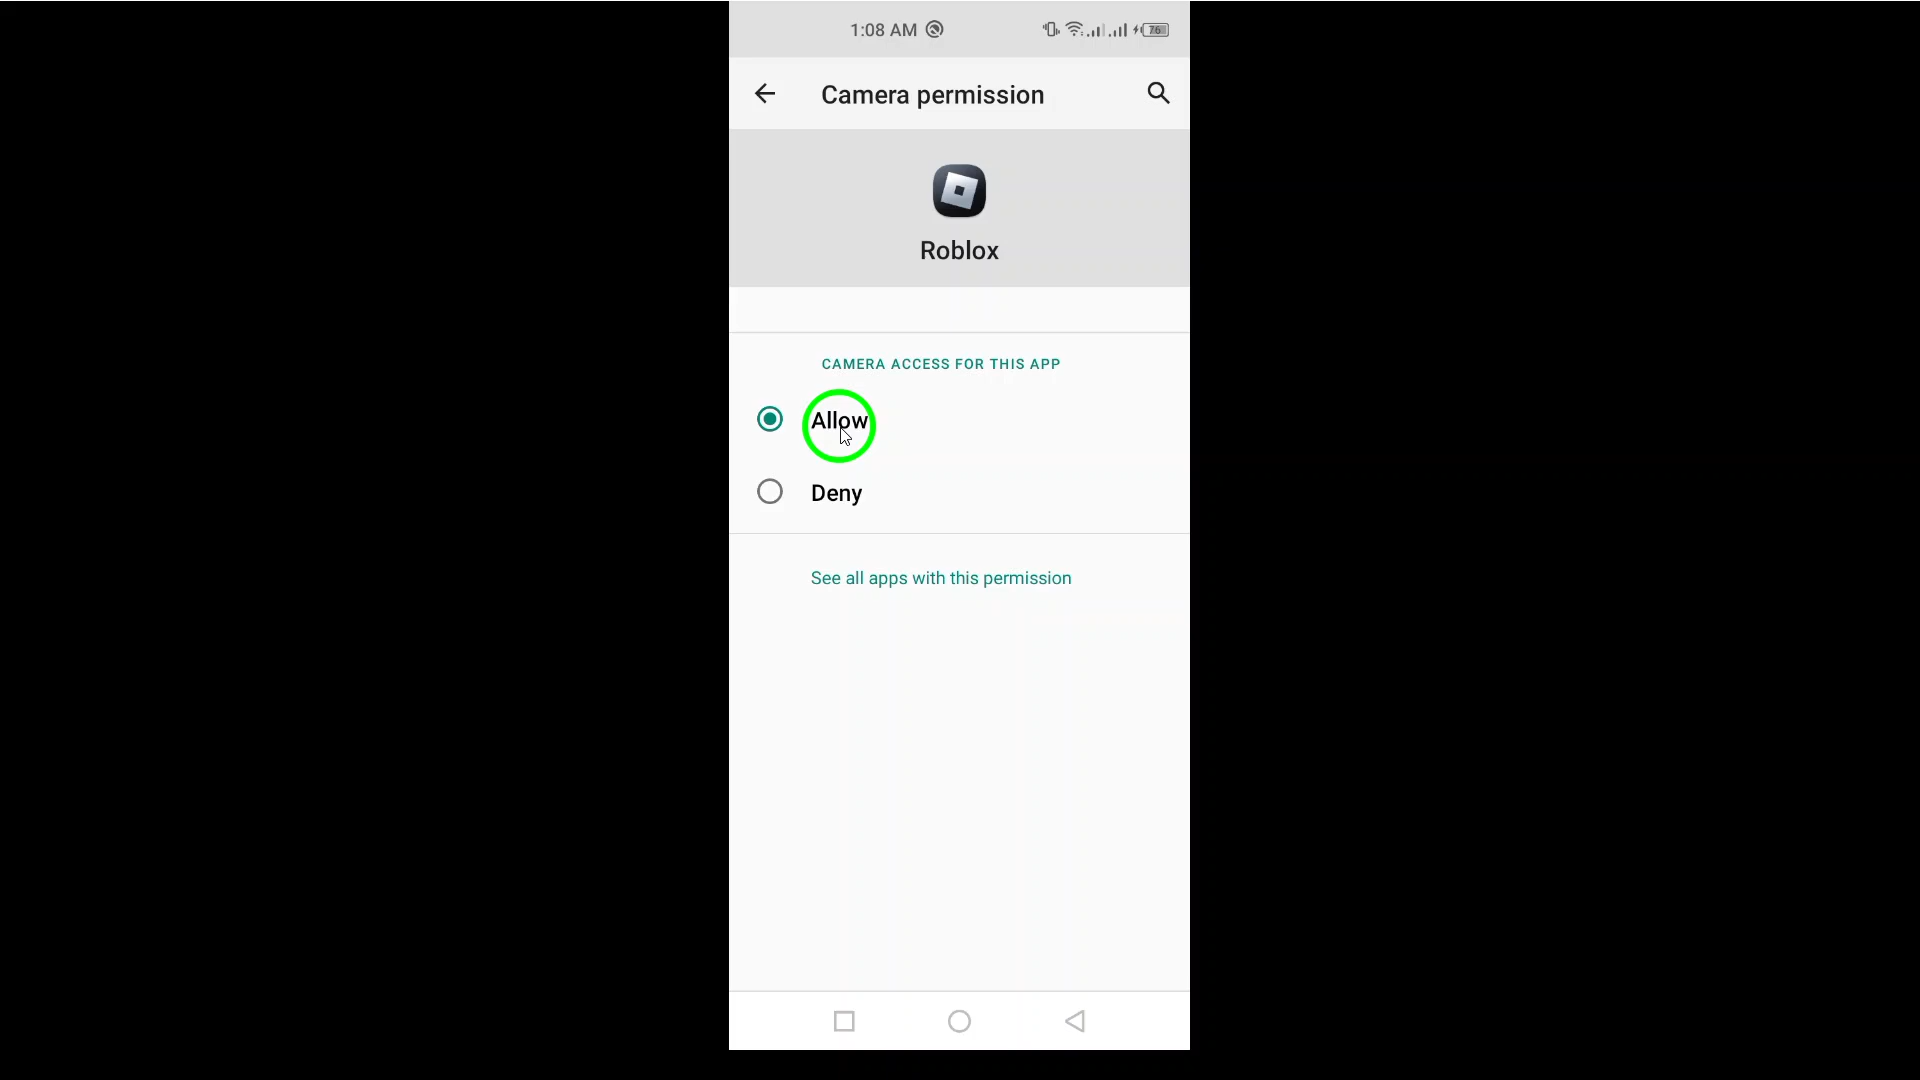 1:08 AM
76
Camera permission
Roblox
CAMERA ACCESS FOR THIS APP
Allow
Deny
See all apps with this permission